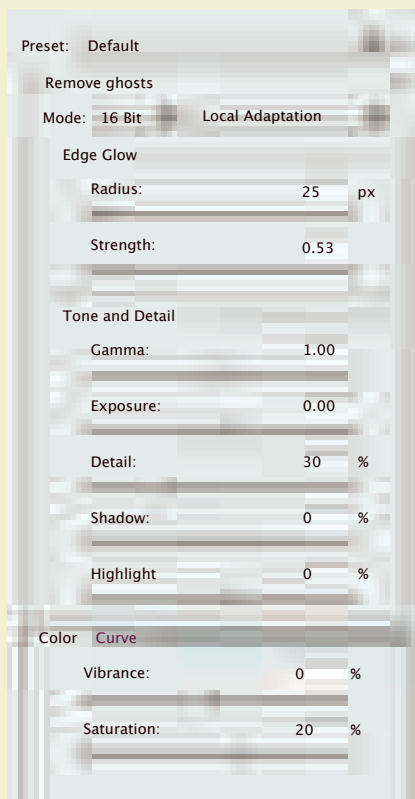 Preset: Default
Remove ghosts
Mode: 16 Bit Local Adaptation
Edge Glow
Radius: 25 px
Strength: 0.53
Tone and Detail
Gamma: 1.00
Exposure: 0.00
Detail: 30 %
Shadow: 0 %
Highlight 0 %
Color Curve
Vibrance: 0 %
Saturation: 20 %